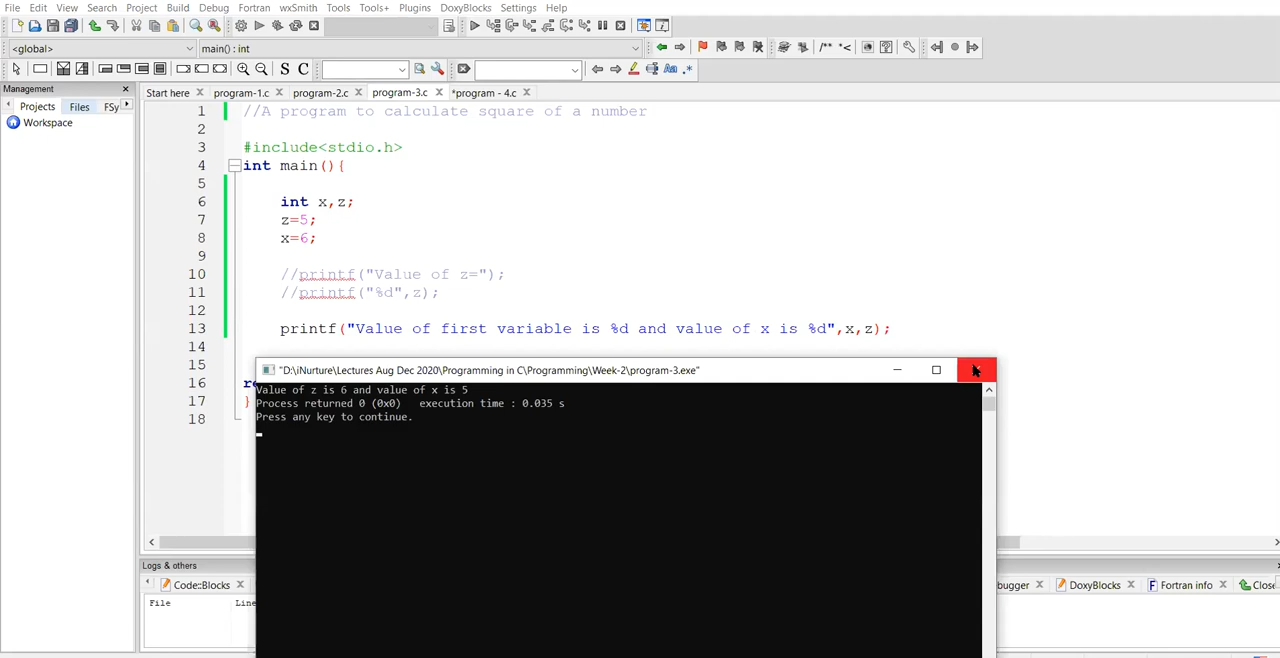 File Edit View Search Project Build Debug Fortran wxSmith Tools Tools+ Plugins DoxyBlocks Settings Help
<global> main() : int
/** *<
S C
Aa .*
Management
Projects Files FSy
Workspace
Start here program-1.c program-2.c program-3.c *program - 4.c
1 //A program to calculate square of a number
2
3 #include<stdio.h>
4 int main(){
5
6 int x,z;
7 z=5;
8 x=6;
9
10 //printf("Value of z=");
11 //printf("%d",z);
12
13 printf("Value of first variable is %d and value of x is %d",x,z);
14
15
16 re
17 }
18
"D:\iNurture\Lectures Aug Dec 2020\Programming in C\Programming\Week-2\program-3.exe"
Value of z is 6 and value of x is 5
Process returned 0 (0x0) execution time : 0.035 s
Press any key to continue.
Logs & others
Code::Blocks bugger DoxyBlocks Fortran info Close
File Line